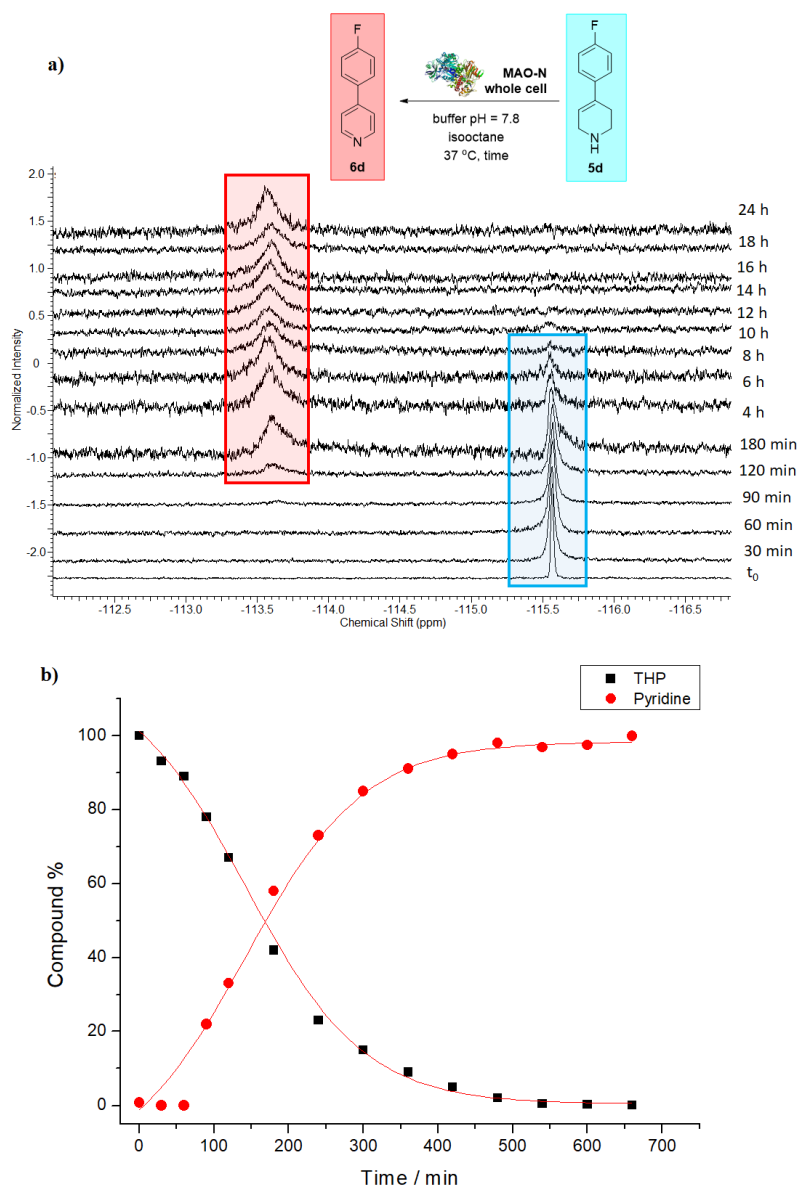 a)
F
N
6d
MAO-N
whole cell
buffer pH = 7.8
isooctane
37 °C, time
F
N
H
5d
Normalized Intensity
2.0
1.5
1.0
0.5
0
-0.5
-1.0
-1.5
-2.0
24 h
18 h
16 h
14 h
12 h
10 h
8 h
6 h
4 h
180 min
120 min
90 min
60 min
30 min
t0
-112.5 -113.0 -113.5 -114.0 -114.5 -115.0 -115.5 -116.0 -116.5
Chemical Shift (ppm)
b)
THP
Pyridine
Compound %
100
80
60
40
20
0
0 100 200 300 400 500 600 700
Time / min